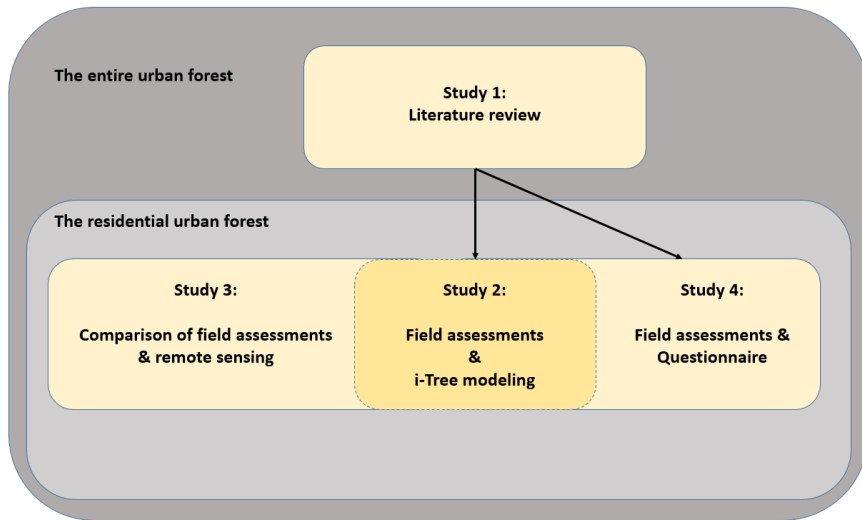 The entire urban forest
Study 1:
Literature review
The residential urban forest
Study 3:
Comparison of field assessments
& remote sensing
Study 2:
Field assessments
&
i-Tree modeling
Study 4:
Field assessments &
Questionnaire